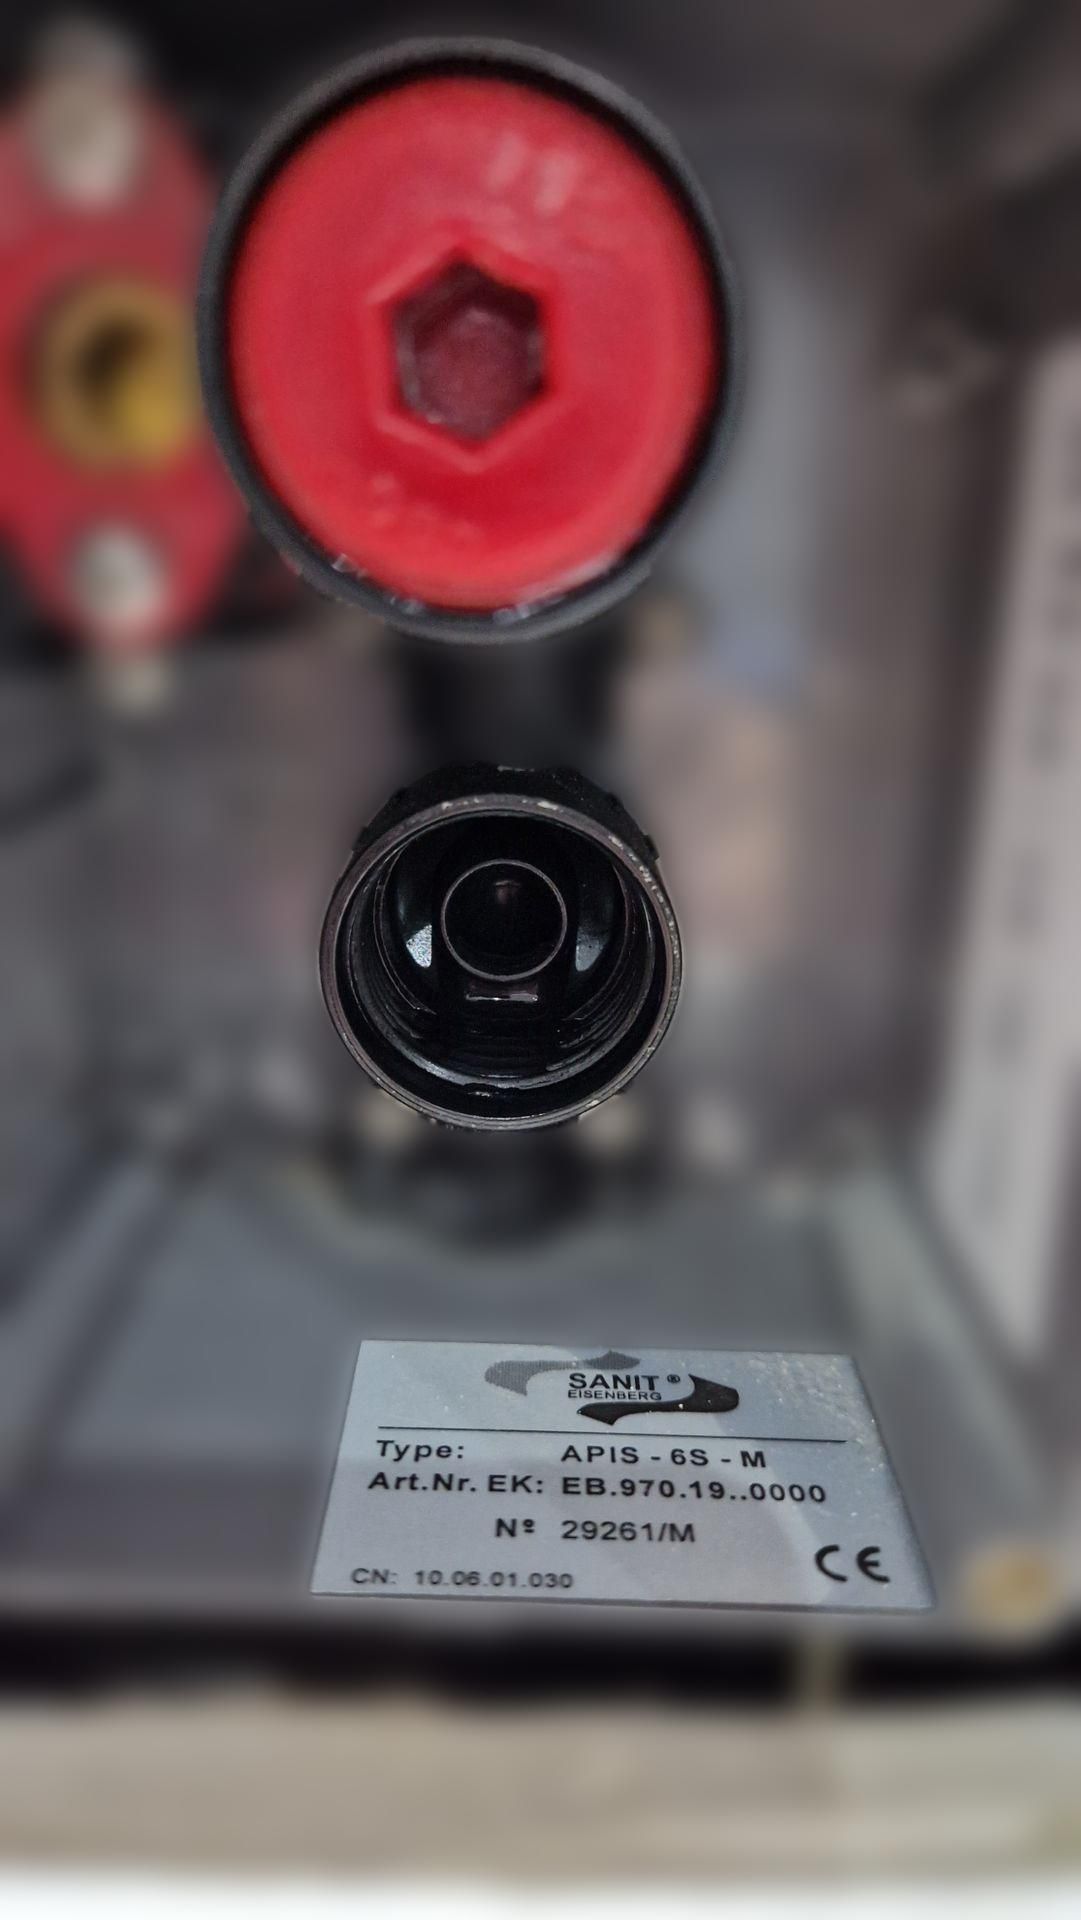 SANIT ®
EISENBERG
Type: APIS - 6S - M
Art.Nr. EK: EB.970.19..0000
Nº 29261/M
CN: 10.06.01.030
CE